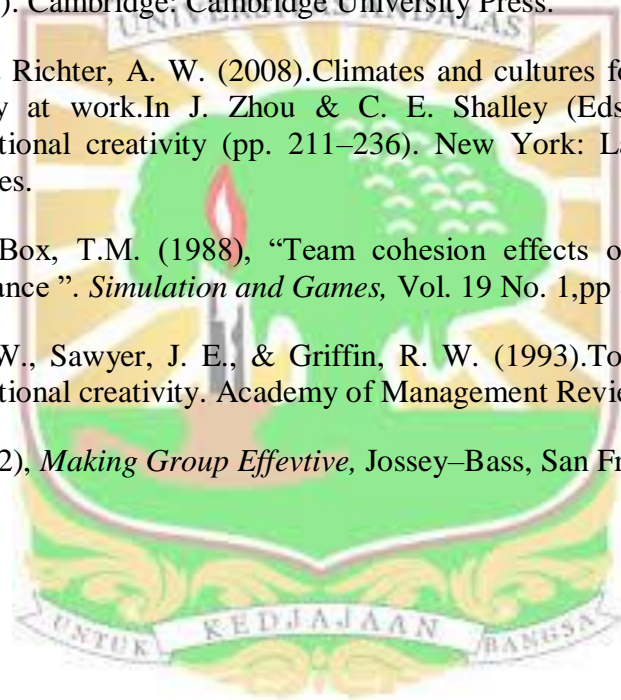 ). Cambridge: Cambridge University Press.
UNIVERSITAS ANDALAS
Richter, A. W. (2008).Climates and cultures fo
y at work.In J. Zhou & C. E. Shalley (Eds
tional creativity (pp. 211–236). New York: La
es.
Box, T.M. (1988), “Team cohesion effects o
ance ”. Simulation and Games, Vol. 19 No. 1,pp
W., Sawyer, J. E., & Griffin, R. W. (1993).To
tional creativity. Academy of Management Revie
2), Making Group Effevtive, Jossey–Bass, San Fr
UNTUK KEDJAJAAN BANGSA